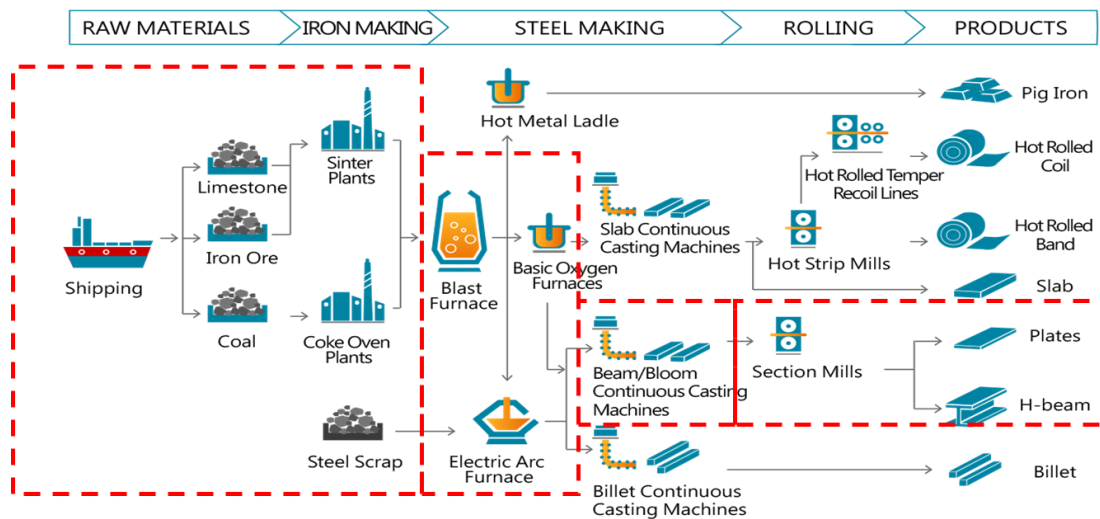 RAW MATERIALS
IRON MAKING
STEEL MAKING
ROLLING
PRODUCTS
Hot Metal Ladle
Pig Iron
Limestone
Sinter
Plants
Hot Rolled Temper
Recoil Lines
Hot Rolled
Coil
Shipping
Iron Ore
Blast
Furnace
Basic Oxygen
Furnaces
Slab Continuous
Casting Machines
Hot Strip Mills
Hot Rolled
Band
Slab
Coal
Coke Oven
Plants
Beam/Bloom
Continuous Casting
Machines
Section Mills
Plates
H-beam
Steel Scrap
Electric Arc
Furnace
Billet Continuous
Casting Machines
Billet